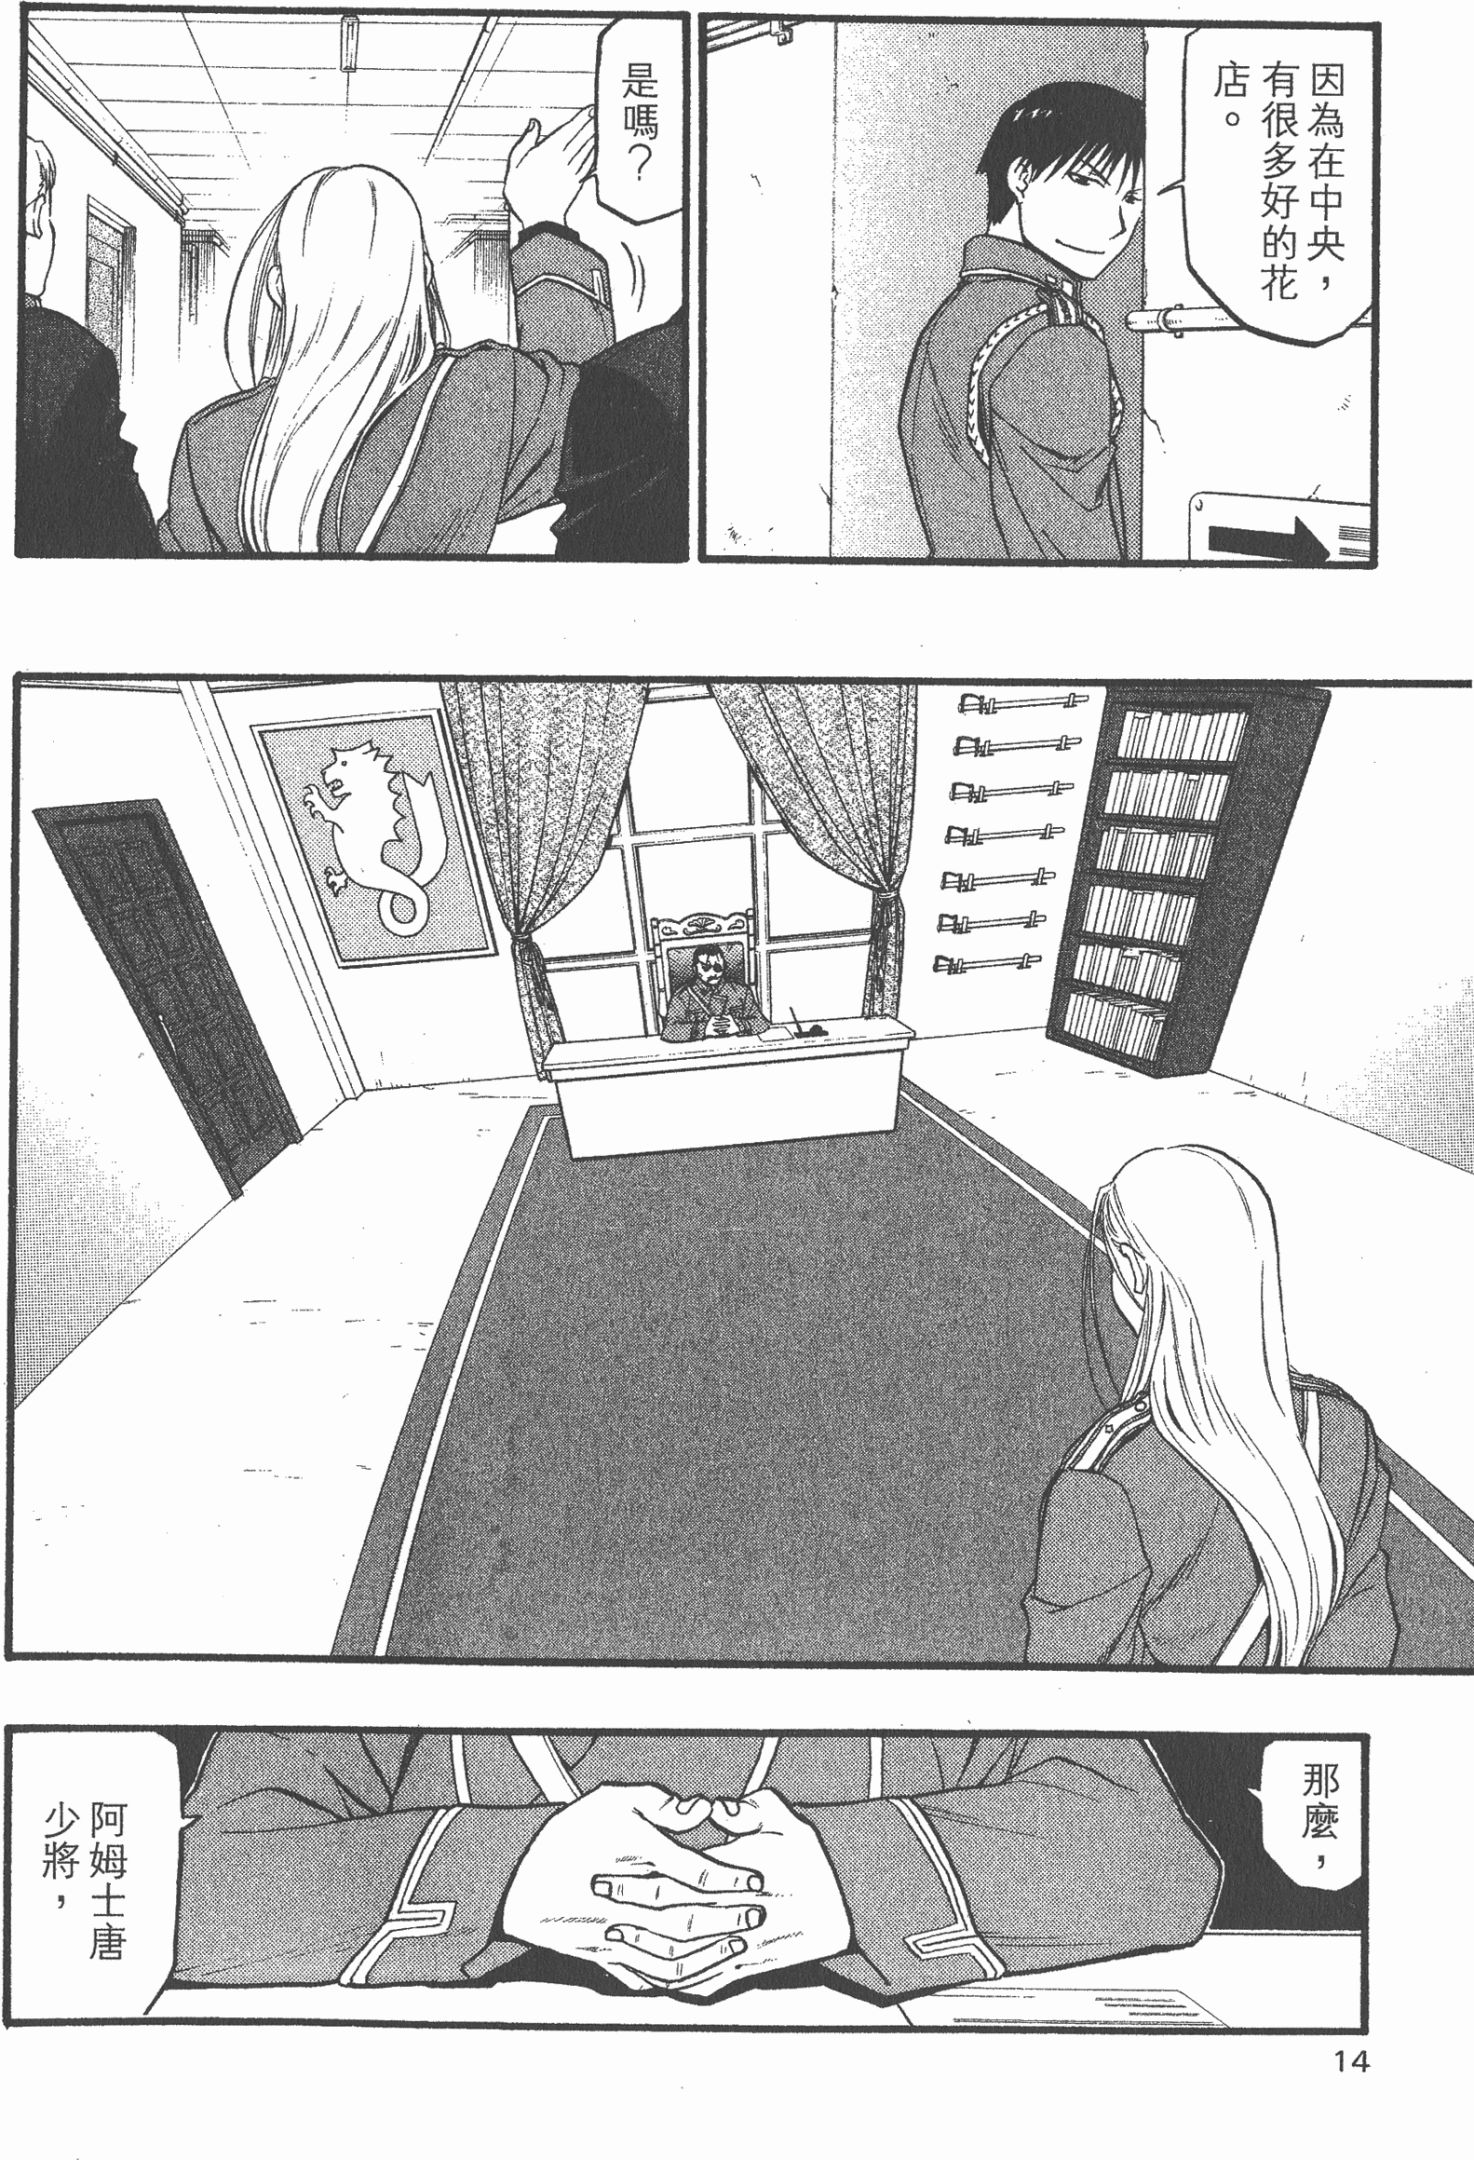 因為在中央，
有很多好的花
店。
是嗎？
那麼，
阿姆士唐
少將，
14